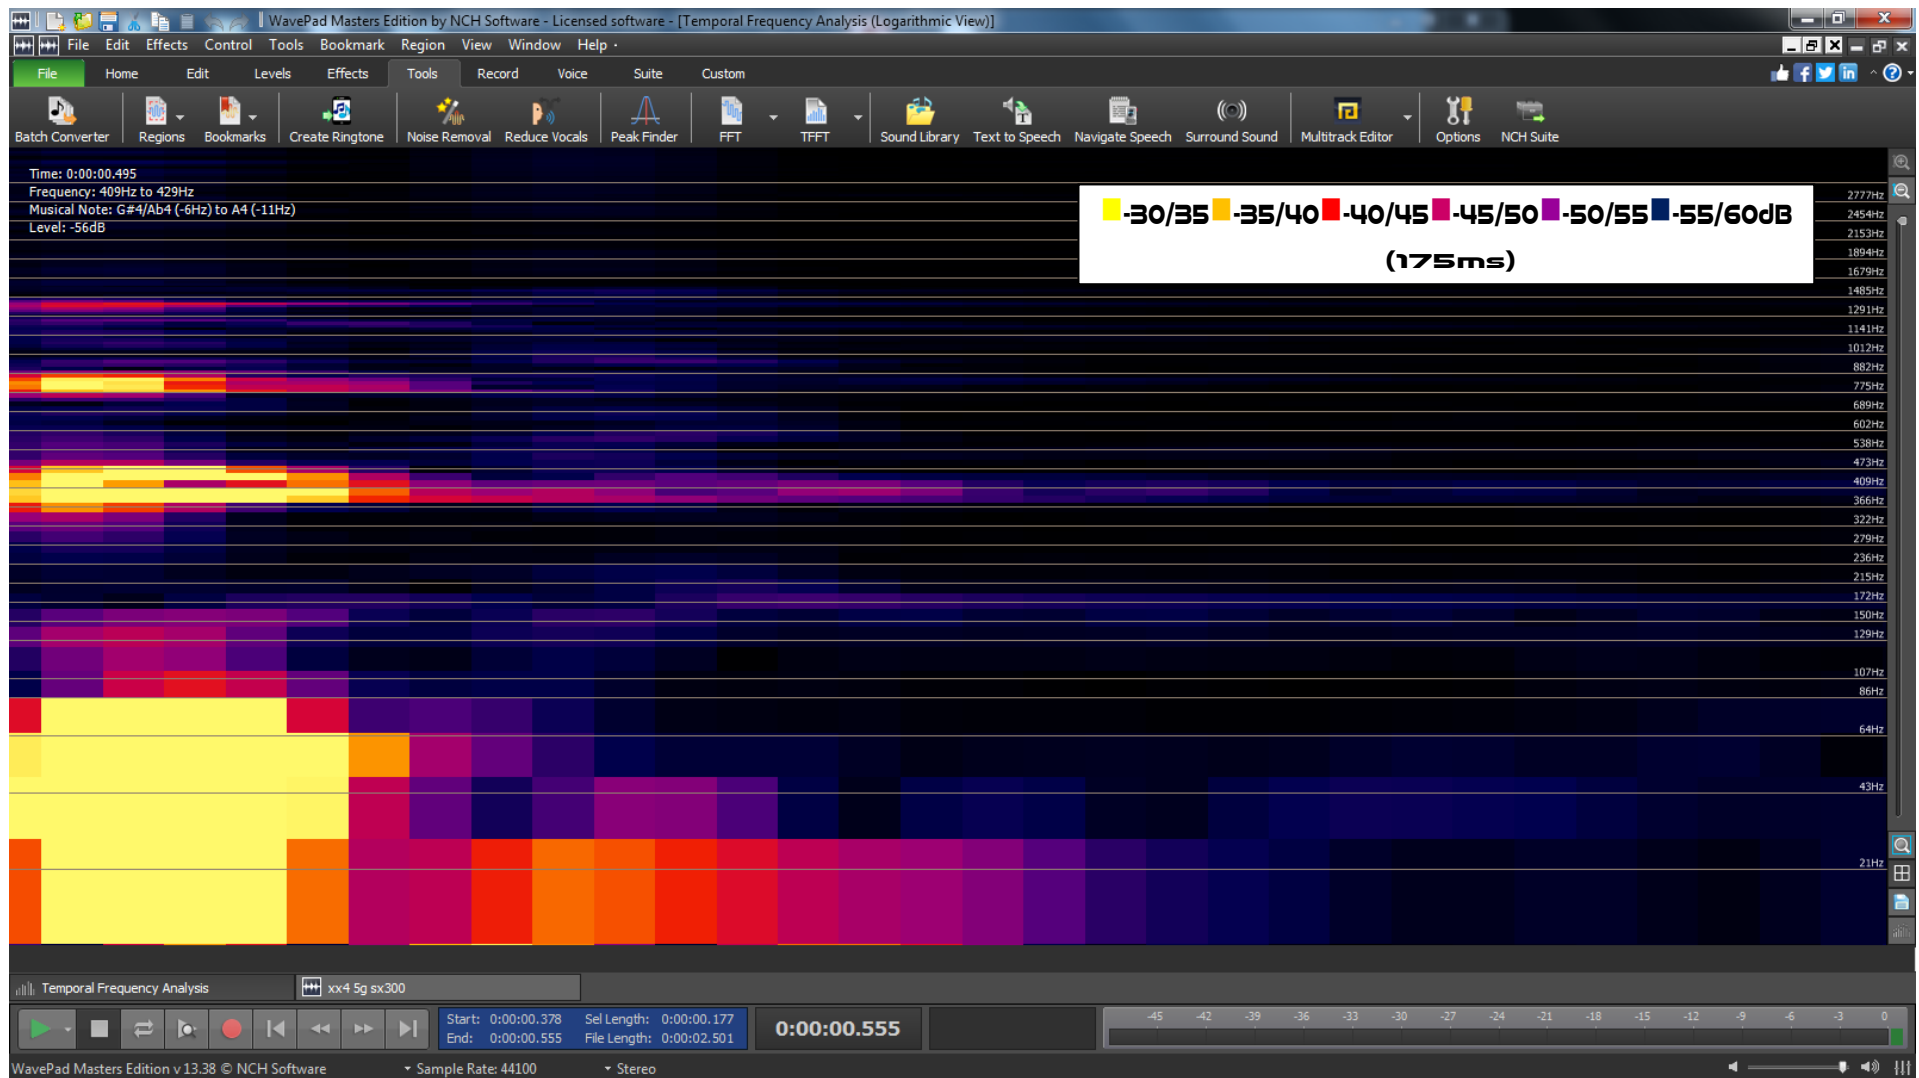 WavePad Masters Edition by NCH Software - Licensed software - [Temporal Frequency Analysis (Logarithmic View)]
File Edit Effects Control Tools Bookmark Region View Window Help
File Home Edit Levels Effects Tools Record Voice Suite Custom
Batch Converter Regions Bookmarks Create Ringtone Noise Removal Reduce Vocals Peak Finder FFT TFFT Sound Library Text to Speech Navigate Speech Surround Sound Multitrack Editor Options NCH Suite
Time: 0:00:00.495
Frequency: 409Hz to 429Hz
Musical Note: G#4/Ab4 (-6Hz) to A4 (-11Hz)
Level: -56dB
-30/35 -35/40 -40/45 -45/50 -50/55 -55/60dB
(175ms)
2777Hz
2454Hz
2153Hz
1894Hz
1679Hz
1485Hz
1291Hz
1141Hz
1012Hz
882Hz
775Hz
689Hz
602Hz
538Hz
473Hz
409Hz
366Hz
322Hz
279Hz
236Hz
215Hz
172Hz
150Hz
129Hz
107Hz
86Hz
64Hz
43Hz
21Hz
Temporal Frequency Analysis xx4 5g sx300
Start: 0:00:00.378 Sel Length: 0:00:00.177
End: 0:00:00.555 File Length: 0:00:02.501
0:00:00.555
-45 -42 -39 -36 -33 -30 -27 -24 -21 -18 -15 -12 -9 -6 -3 0
WavePad Masters Edition v 13.38 © NCH Software Sample Rate: 44100 Stereo